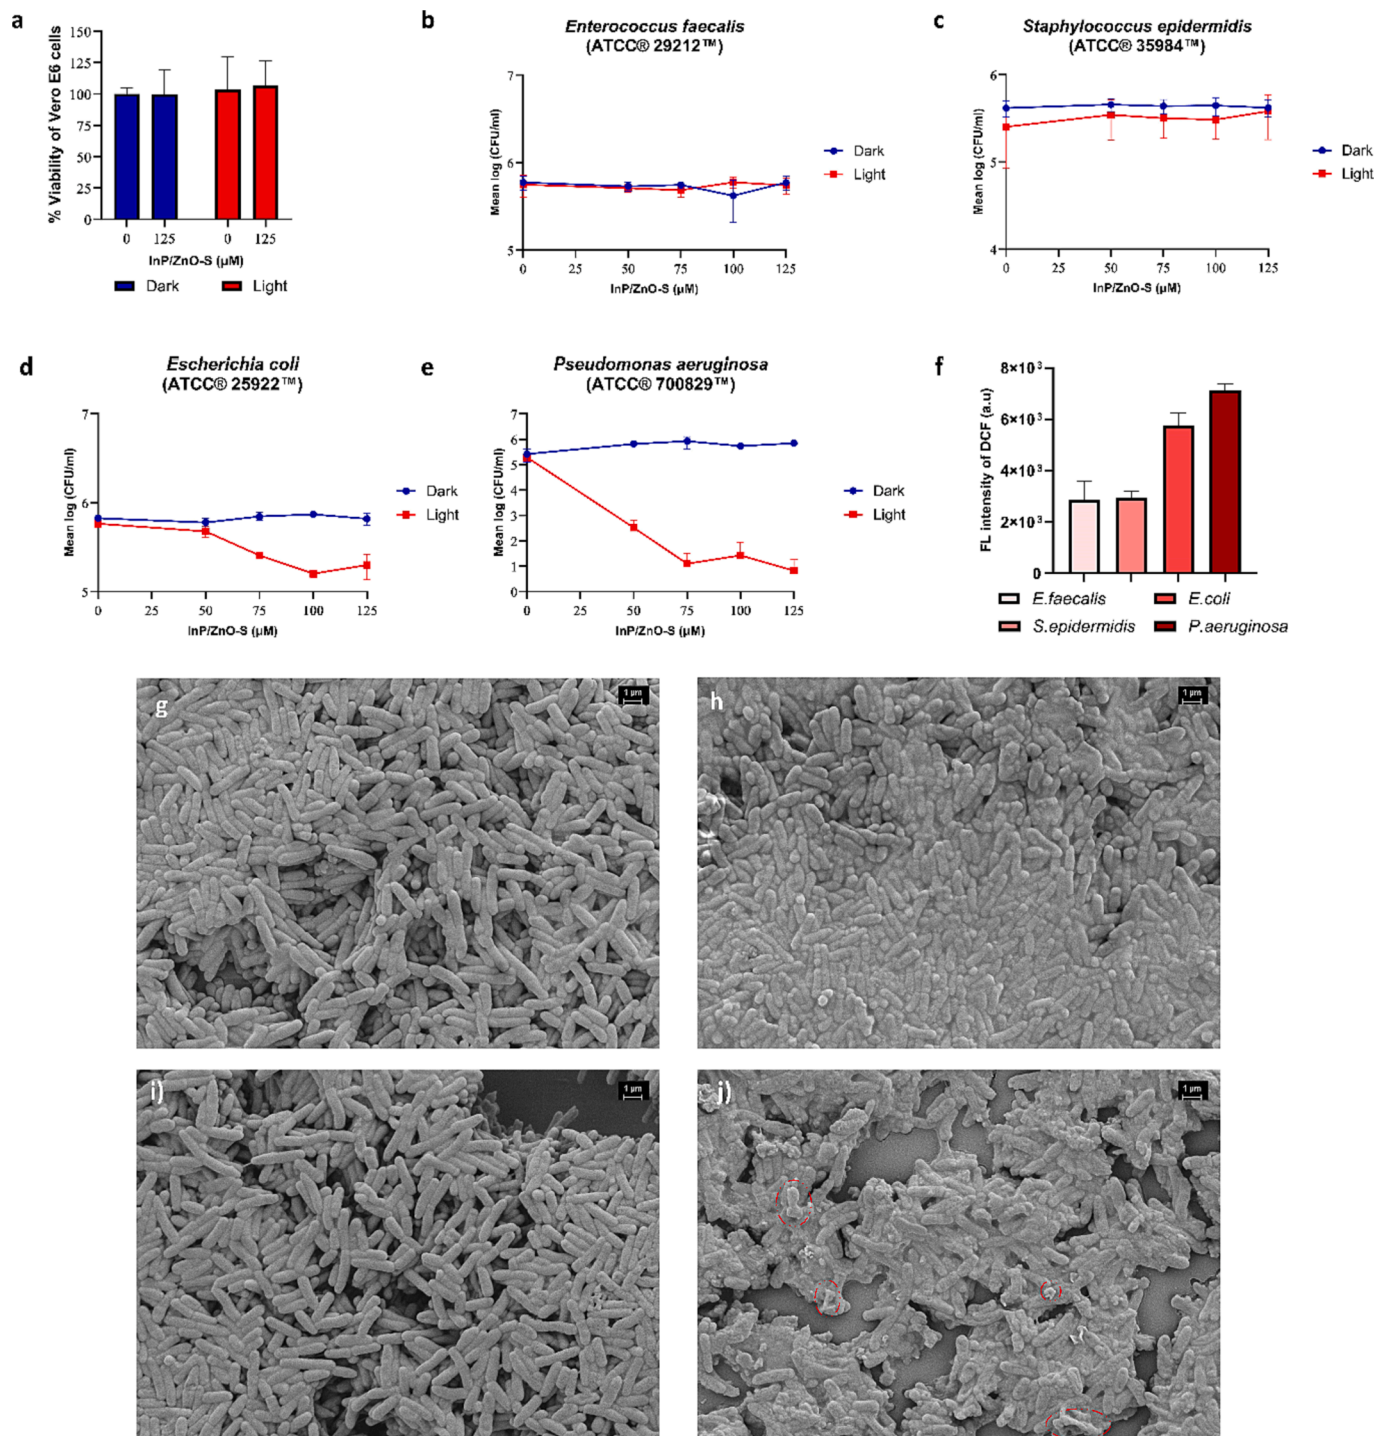 a
% Viability of Vero E6 cells
150
125
100
75
50
25
0
0 125 0 125
InP/ZnO-S (µM)
Dark Light
b
Enterococcus faecalis
(ATCC® 29212™)
Mean log (CFU/ml)
7
6
5
0 25 50 75 100 125
InP/ZnO-S (µM)
Dark
Light
c
Staphylococcus epidermidis
(ATCC® 35984™)
Mean log (CFU/ml)
6
5
4
0 25 50 75 100 125
InP/ZnO-S (µM)
Dark
Light
d
Escherichia coli
(ATCC® 25922™)
Mean log (CFU/ml)
7
6
5
0 25 50 75 100 125
InP/ZnO-S (µM)
Dark
Light
e
Pseudomonas aeruginosa
(ATCC® 700829™)
Mean log (CFU/ml)
7
6
5
4
3
2
1
0
0 25 50 75 100 125
InP/ZnO-S (µM)
Dark
Light
f
FL intensity of DCF (a.u)
8×10³
6×10³
4×10³
2×10³
0
E.faecalis E.coli
S.epidermidis P.aeruginosa
g
1 µm
h
1 µm
i)
1 µm
j)
1 µm